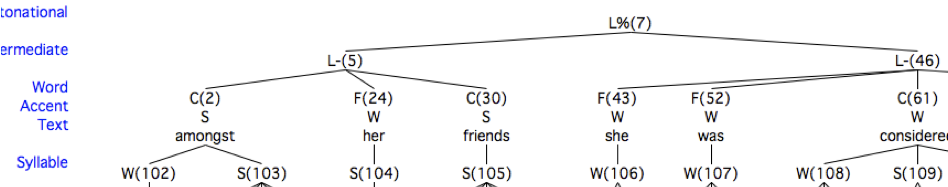 tonational L%(7)
ermediate L-(5) L-(46)
Word C(2) F(24) C(30) F(43) F(52) C(61)
Accent S W S W W W
Text amongst her friends she was considered
Syllable W(102) S(103) S(104) S(105) W(106) W(107) W(108) S(109)